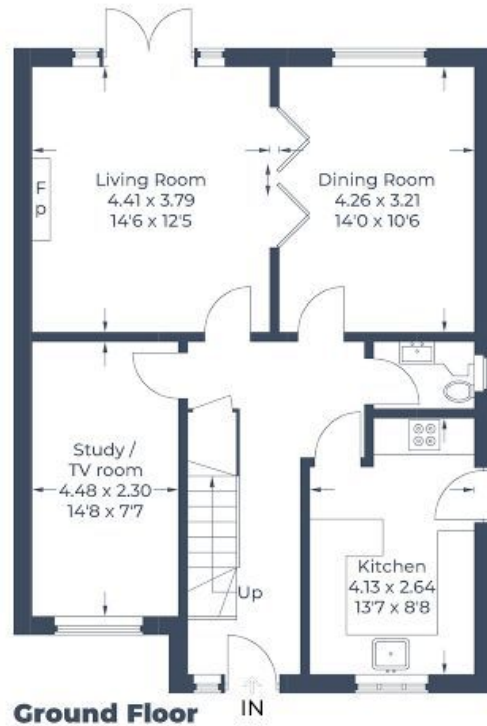 Living Room
4.41 x 3.79
14'6 x 12'5
Dining Room
4.26 x 3.21
14'0 x 10'6
F
P
Study /
TV room
4.48 x 2.30
14'8 x 7'7
Up
Kitchen
4.13 x 2.64
13'7 x 8'8
IN
Ground Floor